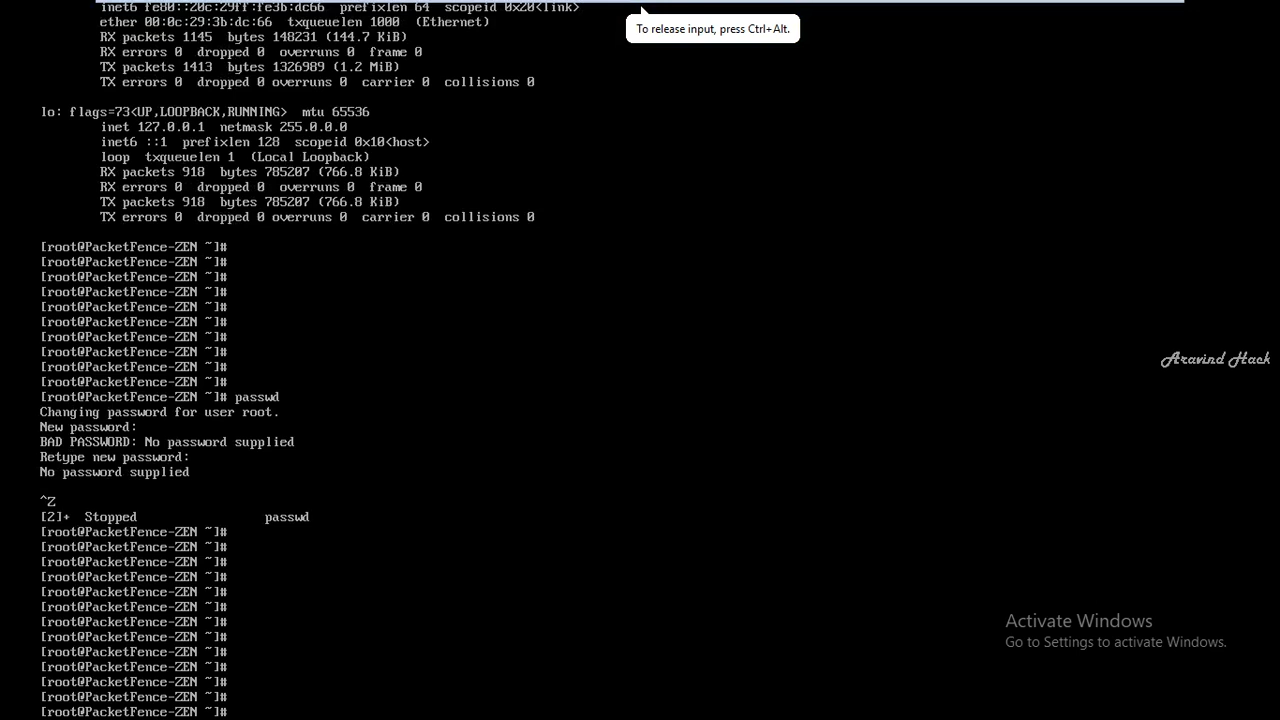 inet6 fe80::20c:29ff:fe3b:dc66  prefixlen 64  scopeid 0x20<link>
ether 00:0c:29:3b:dc:66  txqueuelen 1000  (Ethernet)
To release input, press Ctrl+Alt.
RX packets 1145  bytes 148231 (144.7 KiB)
RX errors 0  dropped 0  overruns 0  frame 0
TX packets 1413  bytes 1326989 (1.2 MiB)
TX errors 0  dropped 0 overruns 0  carrier 0  collisions 0
lo: flags=73<UP,LOOPBACK,RUNNING>  mtu 65536
inet 127.0.0.1  netmask 255.0.0.0
inet6 ::1  prefixlen 128  scopeid 0x10<host>
loop  txqueuelen 1  (Local Loopback)
RX packets 918  bytes 785207 (766.8 KiB)
RX errors 0  dropped 0  overruns 0  frame 0
TX packets 918  bytes 785207 (766.8 KiB)
TX errors 0  dropped 0 overruns 0  carrier 0  collisions 0
[root@PacketFence-ZEN ~]#
[root@PacketFence-ZEN ~]#
[root@PacketFence-ZEN ~]#
[root@PacketFence-ZEN ~]#
[root@PacketFence-ZEN ~]#
[root@PacketFence-ZEN ~]#
[root@PacketFence-ZEN ~]#
[root@PacketFence-ZEN ~]#
Aravind Hack
[root@PacketFence-ZEN ~]#
[root@PacketFence-ZEN ~]#
[root@PacketFence-ZEN ~]# passwd
Changing password for user root.
New password:
BAD PASSWORD: No password supplied
Retype new password:
No password supplied
^Z
[2]+  Stopped                 passwd
[root@PacketFence-ZEN ~]#
[root@PacketFence-ZEN ~]#
[root@PacketFence-ZEN ~]#
[root@PacketFence-ZEN ~]#
[root@PacketFence-ZEN ~]#
[root@PacketFence-ZEN ~]#
[root@PacketFence-ZEN ~]#
Activate Windows
[root@PacketFence-ZEN ~]#
Go to Settings to activate Windows.
[root@PacketFence-ZEN ~]#
[root@PacketFence-ZEN ~]#
[root@PacketFence-ZEN ~]#
[root@PacketFence-ZEN ~]#
[root@PacketFence-ZEN ~]#